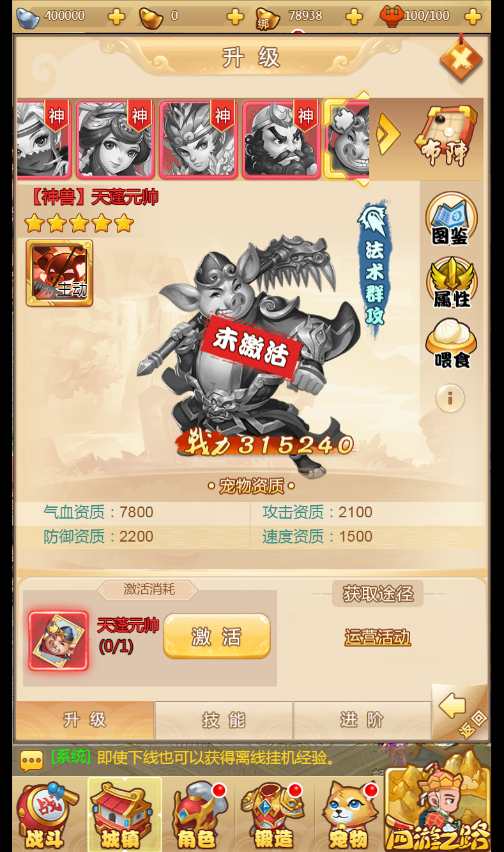 400000
0
绑
78938
100/100
升 级
神
神
神
神
布阵
【神兽】天蓬元帅
主动
法术群攻
图鉴
属性
喂食
未激活
战力315240
宠物资质
气血资质：7800
攻击资质：2100
防御资质：2200
速度资质：1500
激活消耗
获取途径
天蓬元帅
(0/1)
激 活
运营活动
升 级
技 能
进 阶
返回
[系统] 即使下线也可以获得离线挂机经验。
战
战斗
城镇
角色
锻造
宠物
西游之路